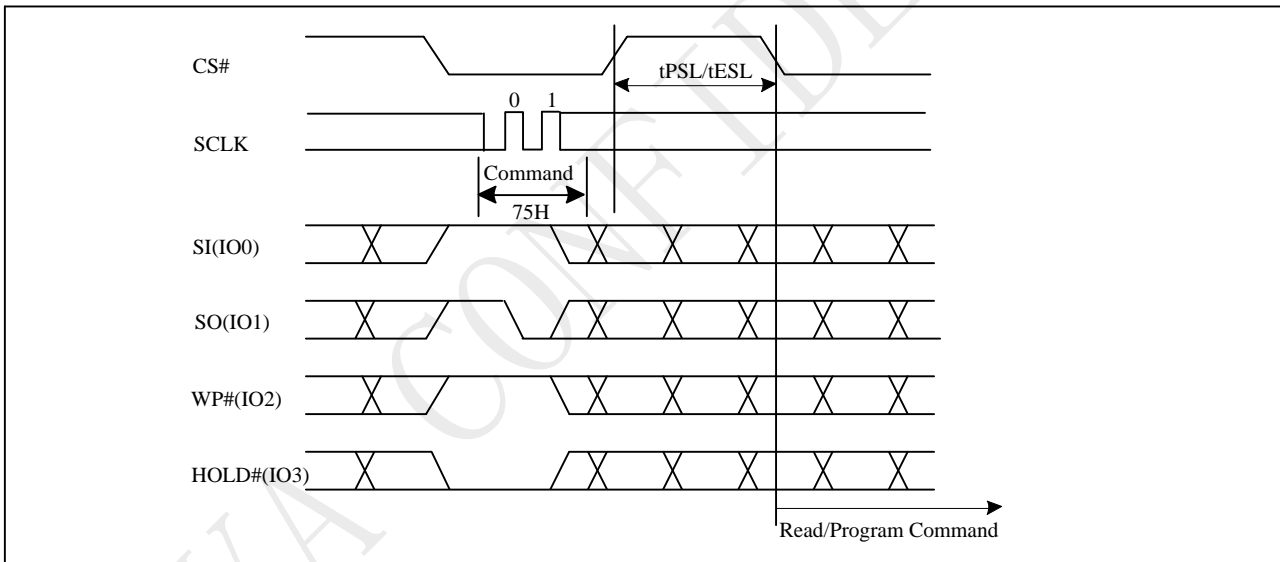 CS#
tPSL/tESL
0 1
SCLK
Command
75H
SI(IO0)
SO(IO1)
WP#(IO2)
HOLD#(IO3)
Read/Program Command